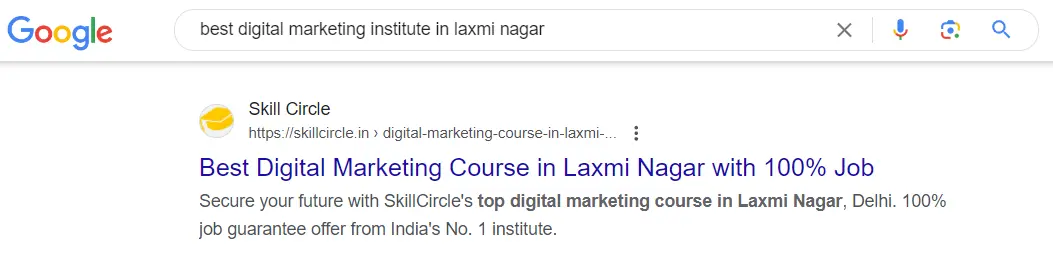 Google
best digital marketing institute in laxmi nagar
Skill Circle
https://skillcircle.in › digital-marketing-course-in-laxmi-...
Best Digital Marketing Course in Laxmi Nagar with 100% Job
Secure your future with SkillCircle's top digital marketing course in Laxmi Nagar, Delhi. 100%
job guarantee offer from India's No. 1 institute.